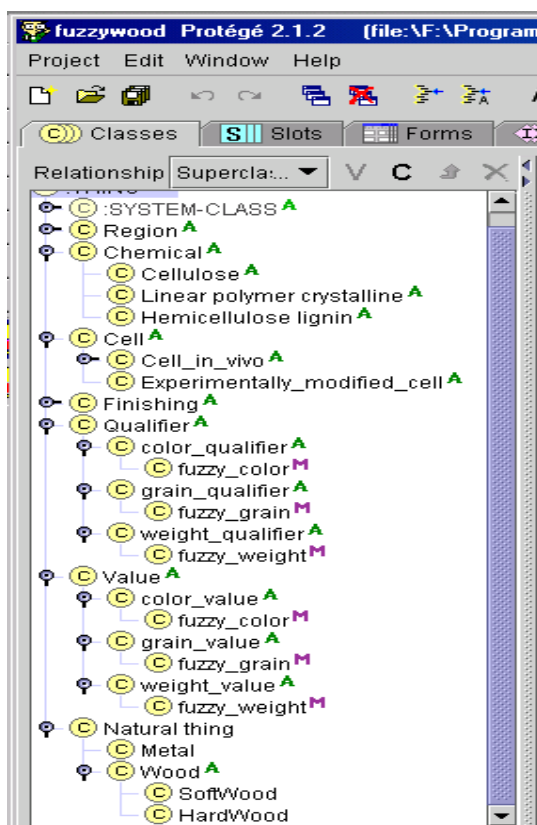 fuzzywood Protégé 2.1.2 (file:\F:\Program
Project Edit Window Help
C Classes S Slots Forms
Relationship Supercla:... V C
:THING
C :SYSTEM-CLASS A
C Region A
C Chemical A
C Cellulose A
C Linear polymer crystalline A
C Hemicellulose lignin A
C Cell A
C Cell_in_vivo A
C Experimentally_modified_cell A
C Finishing A
C Qualifier A
C color_qualifier A
C fuzzy_color M
C grain_qualifier A
C fuzzy_grain M
C weight_qualifier A
C fuzzy_weight M
C Value A
C color_value A
C fuzzy_color M
C grain_value A
C fuzzy_grain M
C weight_value A
C fuzzy_weight M
C Natural thing
C Metal
C Wood A
C SoftWood
C HardWood